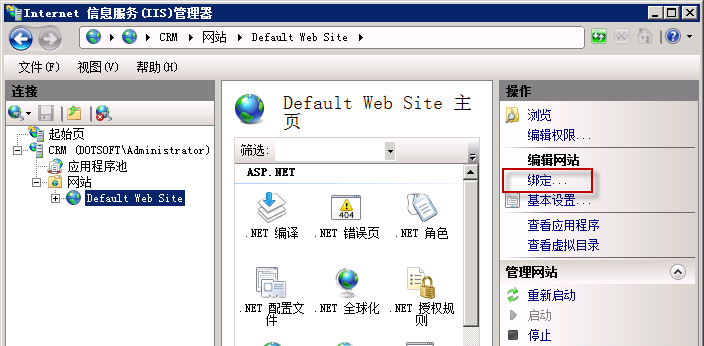 Internet 信息服务(IIS)管理器
CRM 网站 Default Web Site
文件(F) 视图(V) 帮助(H)
连接
起始页
CRM (DOTSOFT\Administrator)
应用程序池
网站
Default Web Site
Default Web Site 主页
筛选:
ASP.NET
.NET 编译 .NET 错误页 .NET 角色
404
.NET 配置文件 .NET 全球化 .NET 授权规则
操作
浏览
编辑权限...
编辑网站
绑定...
基本设置...
查看应用程序
查看虚拟目录
管理网站
重新启动
启动
停止